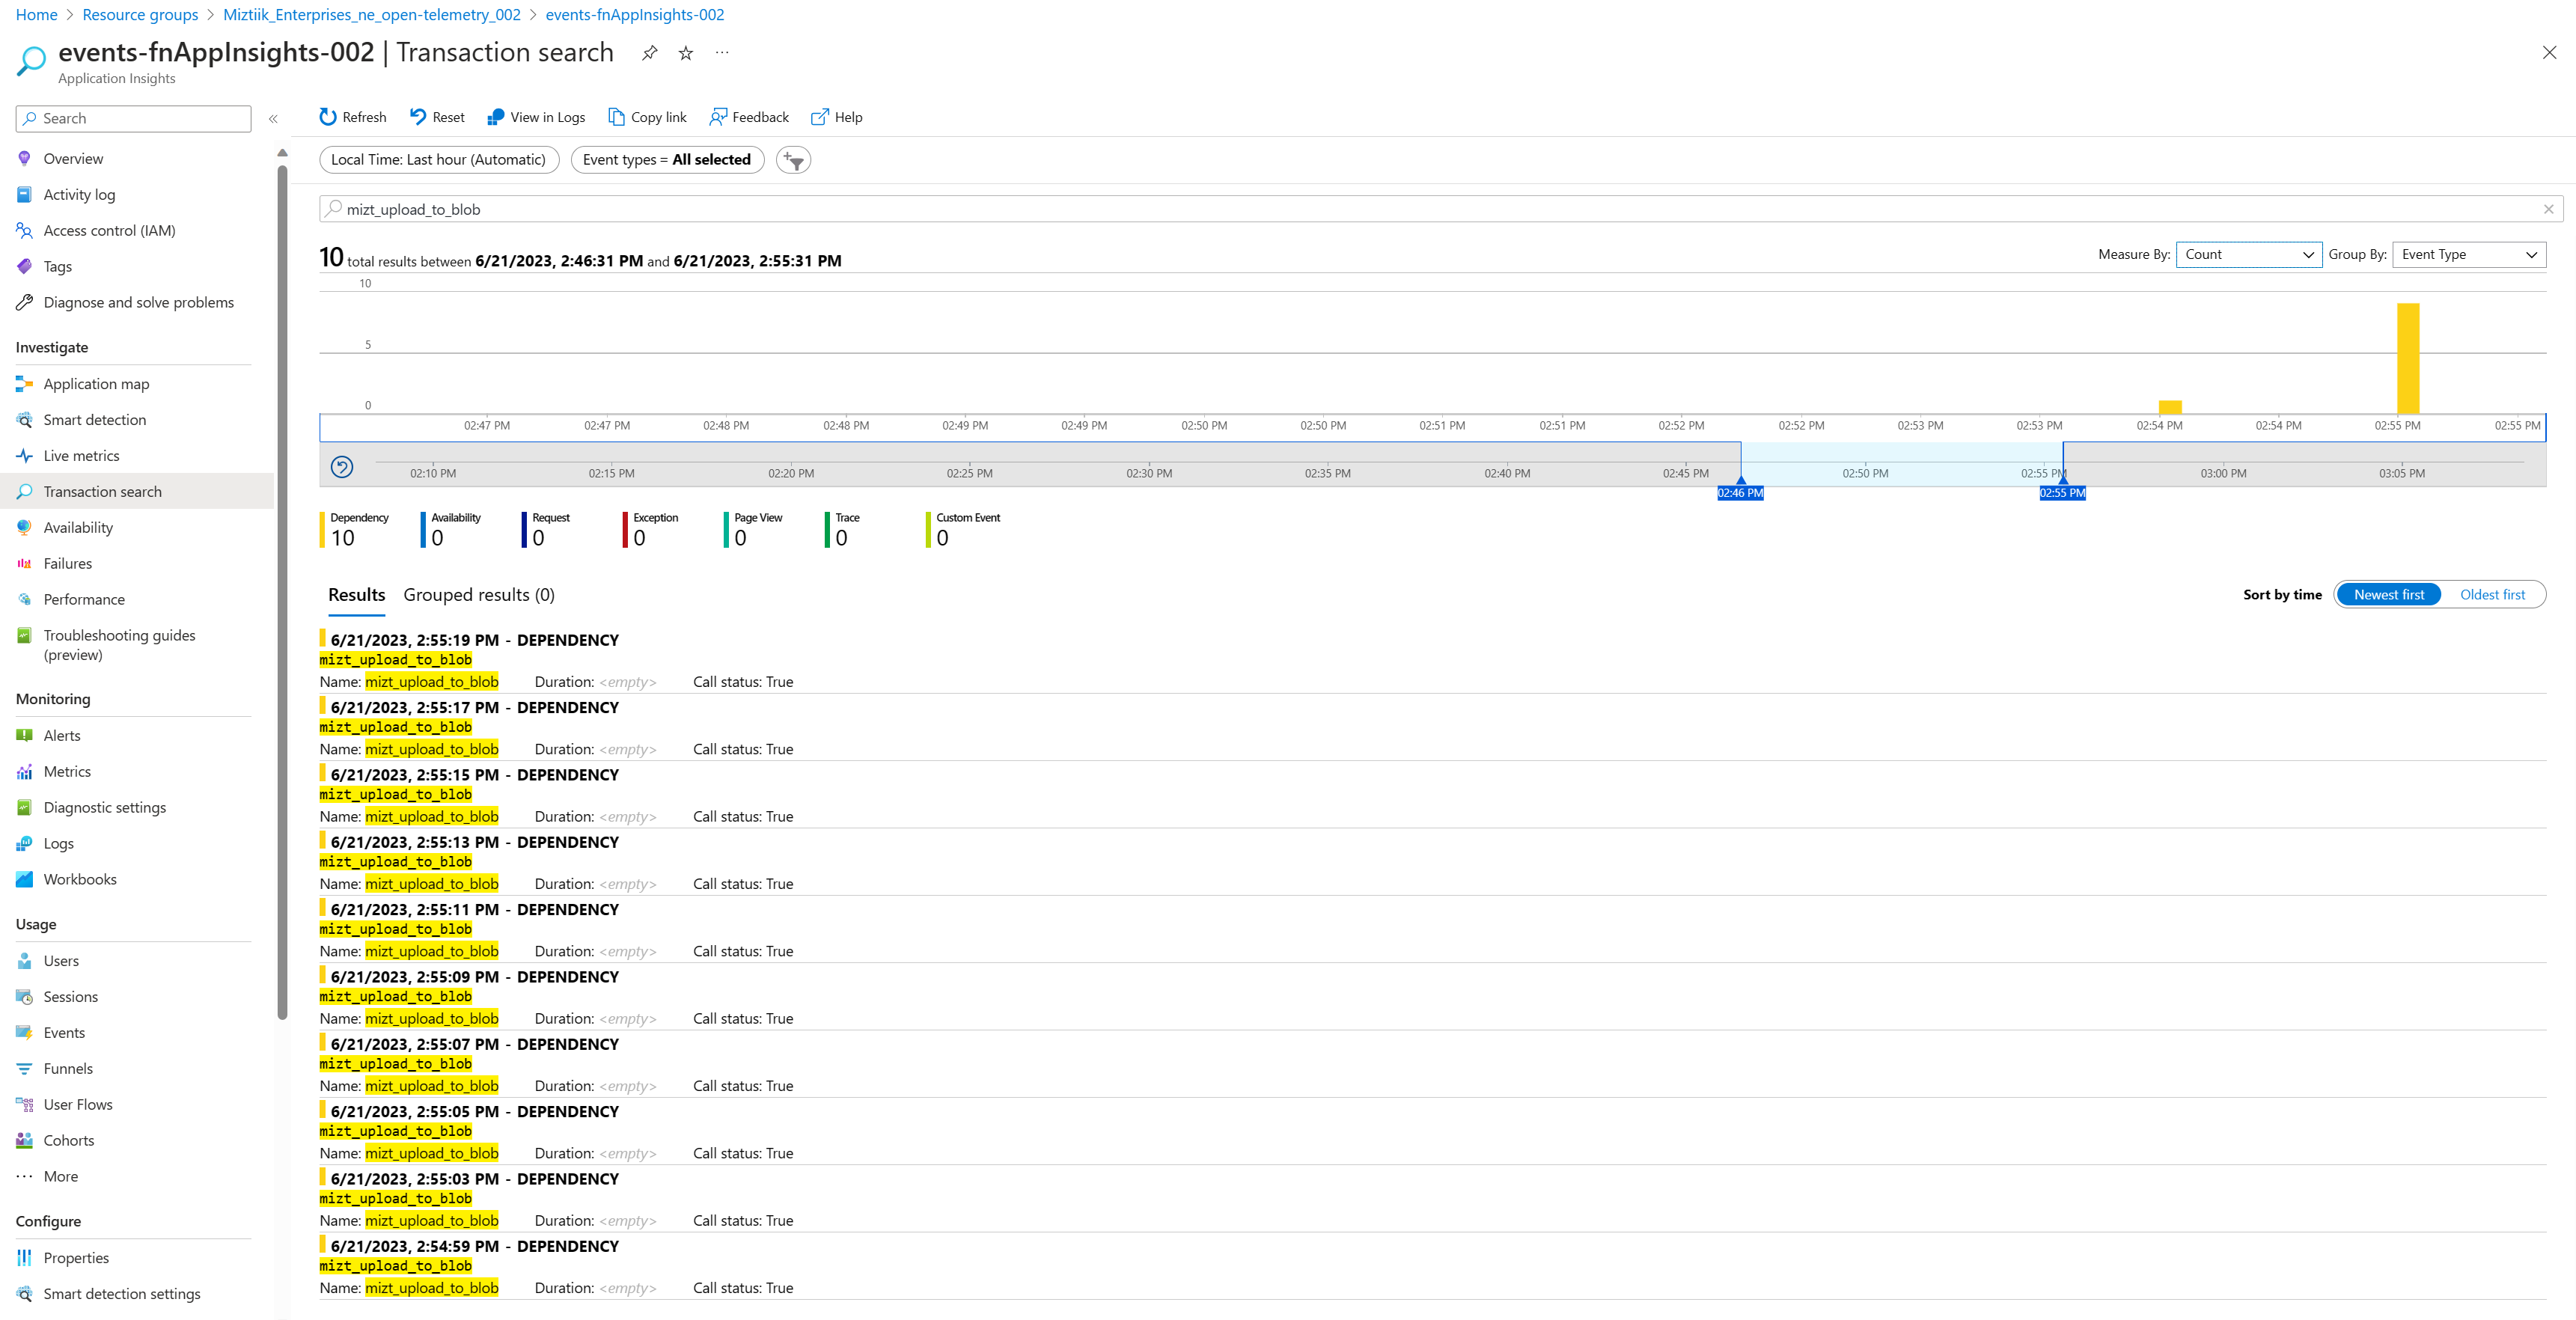 Home > Resource groups > Miztiik_Enterprises_ne_open-telemetry_002 > events-fnAppInsights-002
events-fnAppInsights-002 | Transaction search
Application Insights
Search
Overview
Activity log
Access control (IAM)
Tags
Diagnose and solve problems
Investigate
Application map
Smart detection
Live metrics
Transaction search
Availability
Failures
Performance
Troubleshooting guides
(preview)
Monitoring
Alerts
Metrics
Diagnostic settings
Logs
Workbooks
Usage
Users
Sessions
Events
Funnels
User Flows
Cohorts
More
Configure
Properties
Smart detection settings
Refresh Reset View in Logs Copy link Feedback Help
Local Time: Last hour (Automatic) Event types = All selected
mizt_upload_to_blob
10 total results between 6/21/2023, 2:46:31 PM and 6/21/2023, 2:55:31 PM
Measure By: Count Group By: Event Type
10
5
0
02:47 PM 02:47 PM 02:48 PM 02:48 PM 02:49 PM 02:49 PM 02:50 PM 02:50 PM 02:51 PM 02:51 PM 02:52 PM 02:52 PM 02:53 PM 02:53 PM 02:54 PM 02:54 PM 02:55 PM 02:55 PM
02:10 PM 02:15 PM 02:20 PM 02:25 PM 02:30 PM 02:35 PM 02:40 PM 02:45 PM 02:50 PM 02:55 PM 03:00 PM 03:05 PM
02:46 PM 02:55 PM
Dependency Availability Request Exception Page View Trace Custom Event
10 0 0 0 0 0 0
Results Grouped results (0)
Sort by time Newest first Oldest first
6/21/2023, 2:55:19 PM - DEPENDENCY
mizt_upload_to_blob
Name: mizt_upload_to_blob Duration: <empty> Call status: True
6/21/2023, 2:55:17 PM - DEPENDENCY
mizt_upload_to_blob
Name: mizt_upload_to_blob Duration: <empty> Call status: True
6/21/2023, 2:55:15 PM - DEPENDENCY
mizt_upload_to_blob
Name: mizt_upload_to_blob Duration: <empty> Call status: True
6/21/2023, 2:55:13 PM - DEPENDENCY
mizt_upload_to_blob
Name: mizt_upload_to_blob Duration: <empty> Call status: True
6/21/2023, 2:55:11 PM - DEPENDENCY
mizt_upload_to_blob
Name: mizt_upload_to_blob Duration: <empty> Call status: True
6/21/2023, 2:55:09 PM - DEPENDENCY
mizt_upload_to_blob
Name: mizt_upload_to_blob Duration: <empty> Call status: True
6/21/2023, 2:55:07 PM - DEPENDENCY
mizt_upload_to_blob
Name: mizt_upload_to_blob Duration: <empty> Call status: True
6/21/2023, 2:55:05 PM - DEPENDENCY
mizt_upload_to_blob
Name: mizt_upload_to_blob Duration: <empty> Call status: True
6/21/2023, 2:55:03 PM - DEPENDENCY
mizt_upload_to_blob
Name: mizt_upload_to_blob Duration: <empty> Call status: True
6/21/2023, 2:54:59 PM - DEPENDENCY
mizt_upload_to_blob
Name: mizt_upload_to_blob Duration: <empty> Call status: True